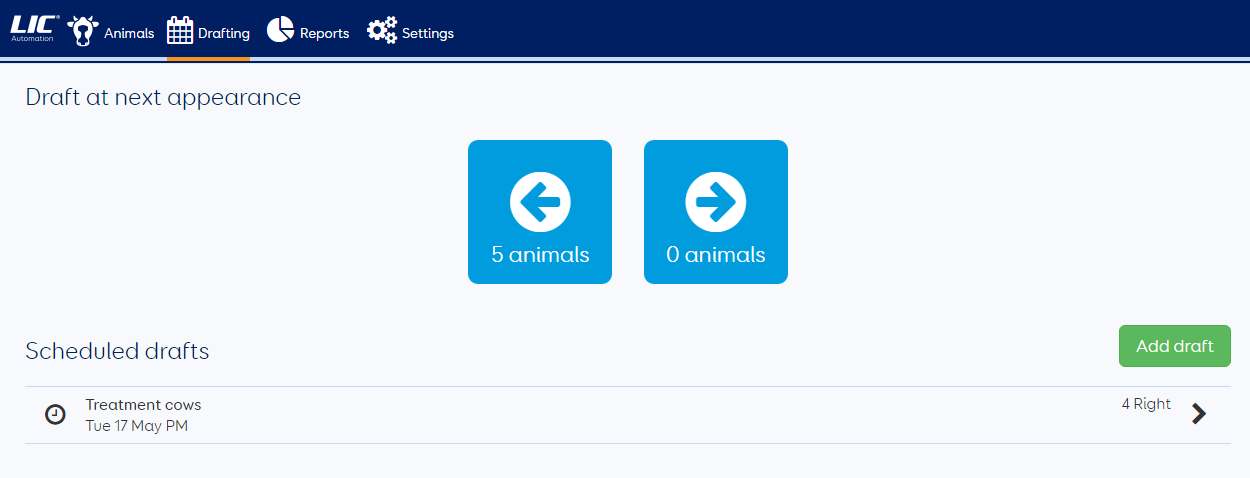 LIC®
Automation
Animals
Drafting
Reports
Settings
Draft at next appearance
5 animals
0 animals
Scheduled drafts
Add draft
Treatment cows
4 Right
Tue 17 May PM